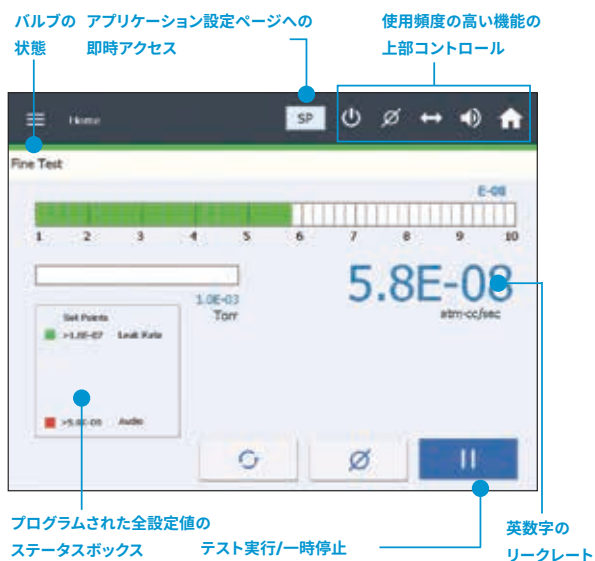 バルブの
状態
アプリケーション設定ページへの
即時アクセス
使用頻度の高い機能の
上部コントロール
Home
SP
Fine Test
E-08
1 2 3 4 5 6 7 8 9 10
1.0E-03
Torr
5.8E-08
atm-cc/sec
Set Points
>1.0E-07 Leak Rate
Audio
プログラムされた全設定値の
ステータスボックス
テスト実行/一時停止
英数字の
リークレート